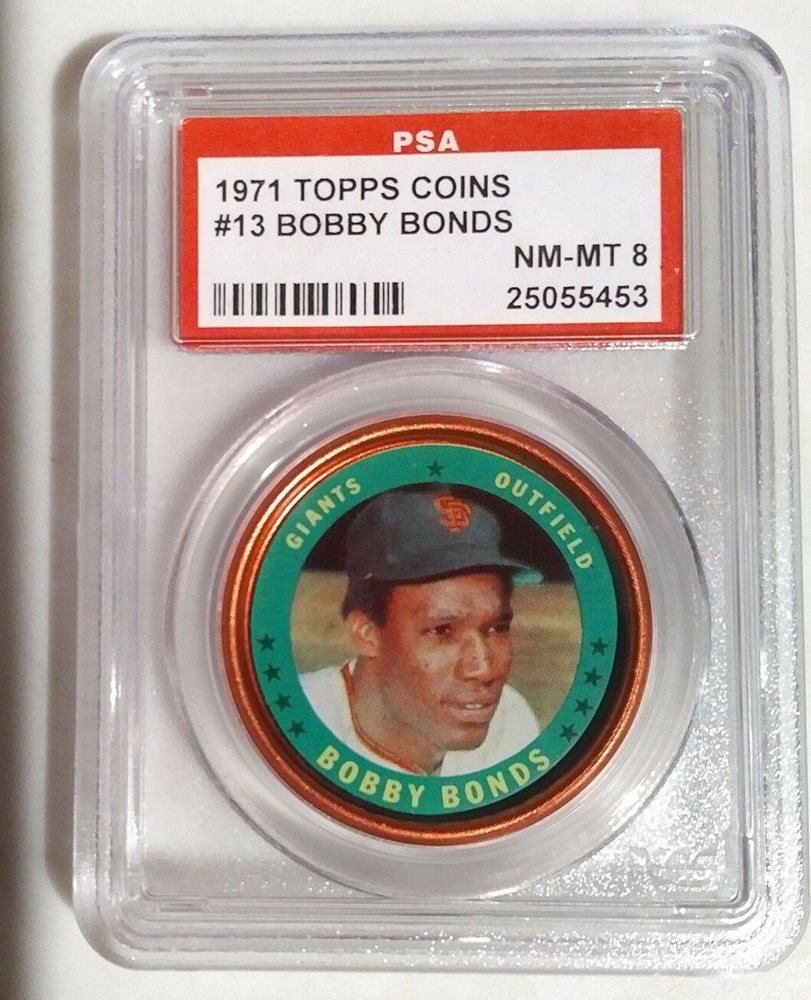 PSA
1971 TOPPS COINS
#13 BOBBY BONDS
NM-MT 8
25055453
GIANTS ★ OUTFIELD
SF
BOBBY BONDS